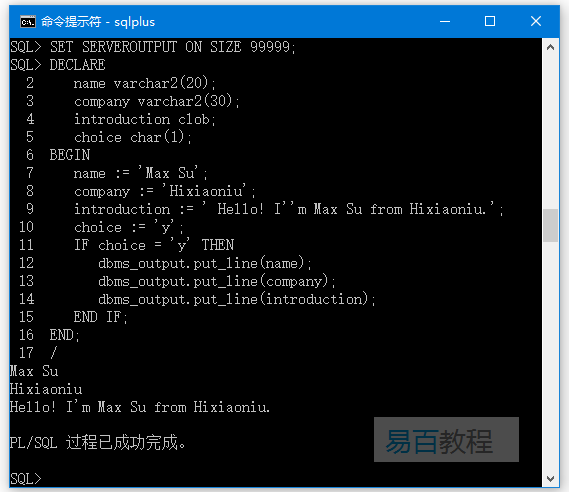 命令提示符 - sqlplus
SQL> SET SERVEROUTPUT ON SIZE 99999;
SQL> DECLARE
  2     name varchar2(20);
  3     company varchar2(30);
  4     introduction clob;
  5     choice char(1);
  6  BEGIN
  7     name := 'Max Su';
  8     company := 'Hixiaoniu';
  9     introduction := ' Hello! I''m Max Su from Hixiaoniu.';
 10     choice := 'y';
 11     IF choice = 'y' THEN
 12        dbms_output.put_line(name);
 13        dbms_output.put_line(company);
 14        dbms_output.put_line(introduction);
 15     END IF;
 16  END;
 17  /
Max Su
Hixiaoniu
Hello! I'm Max Su from Hixiaoniu.
PL/SQL 过程已成功完成。
SQL>
易百教程